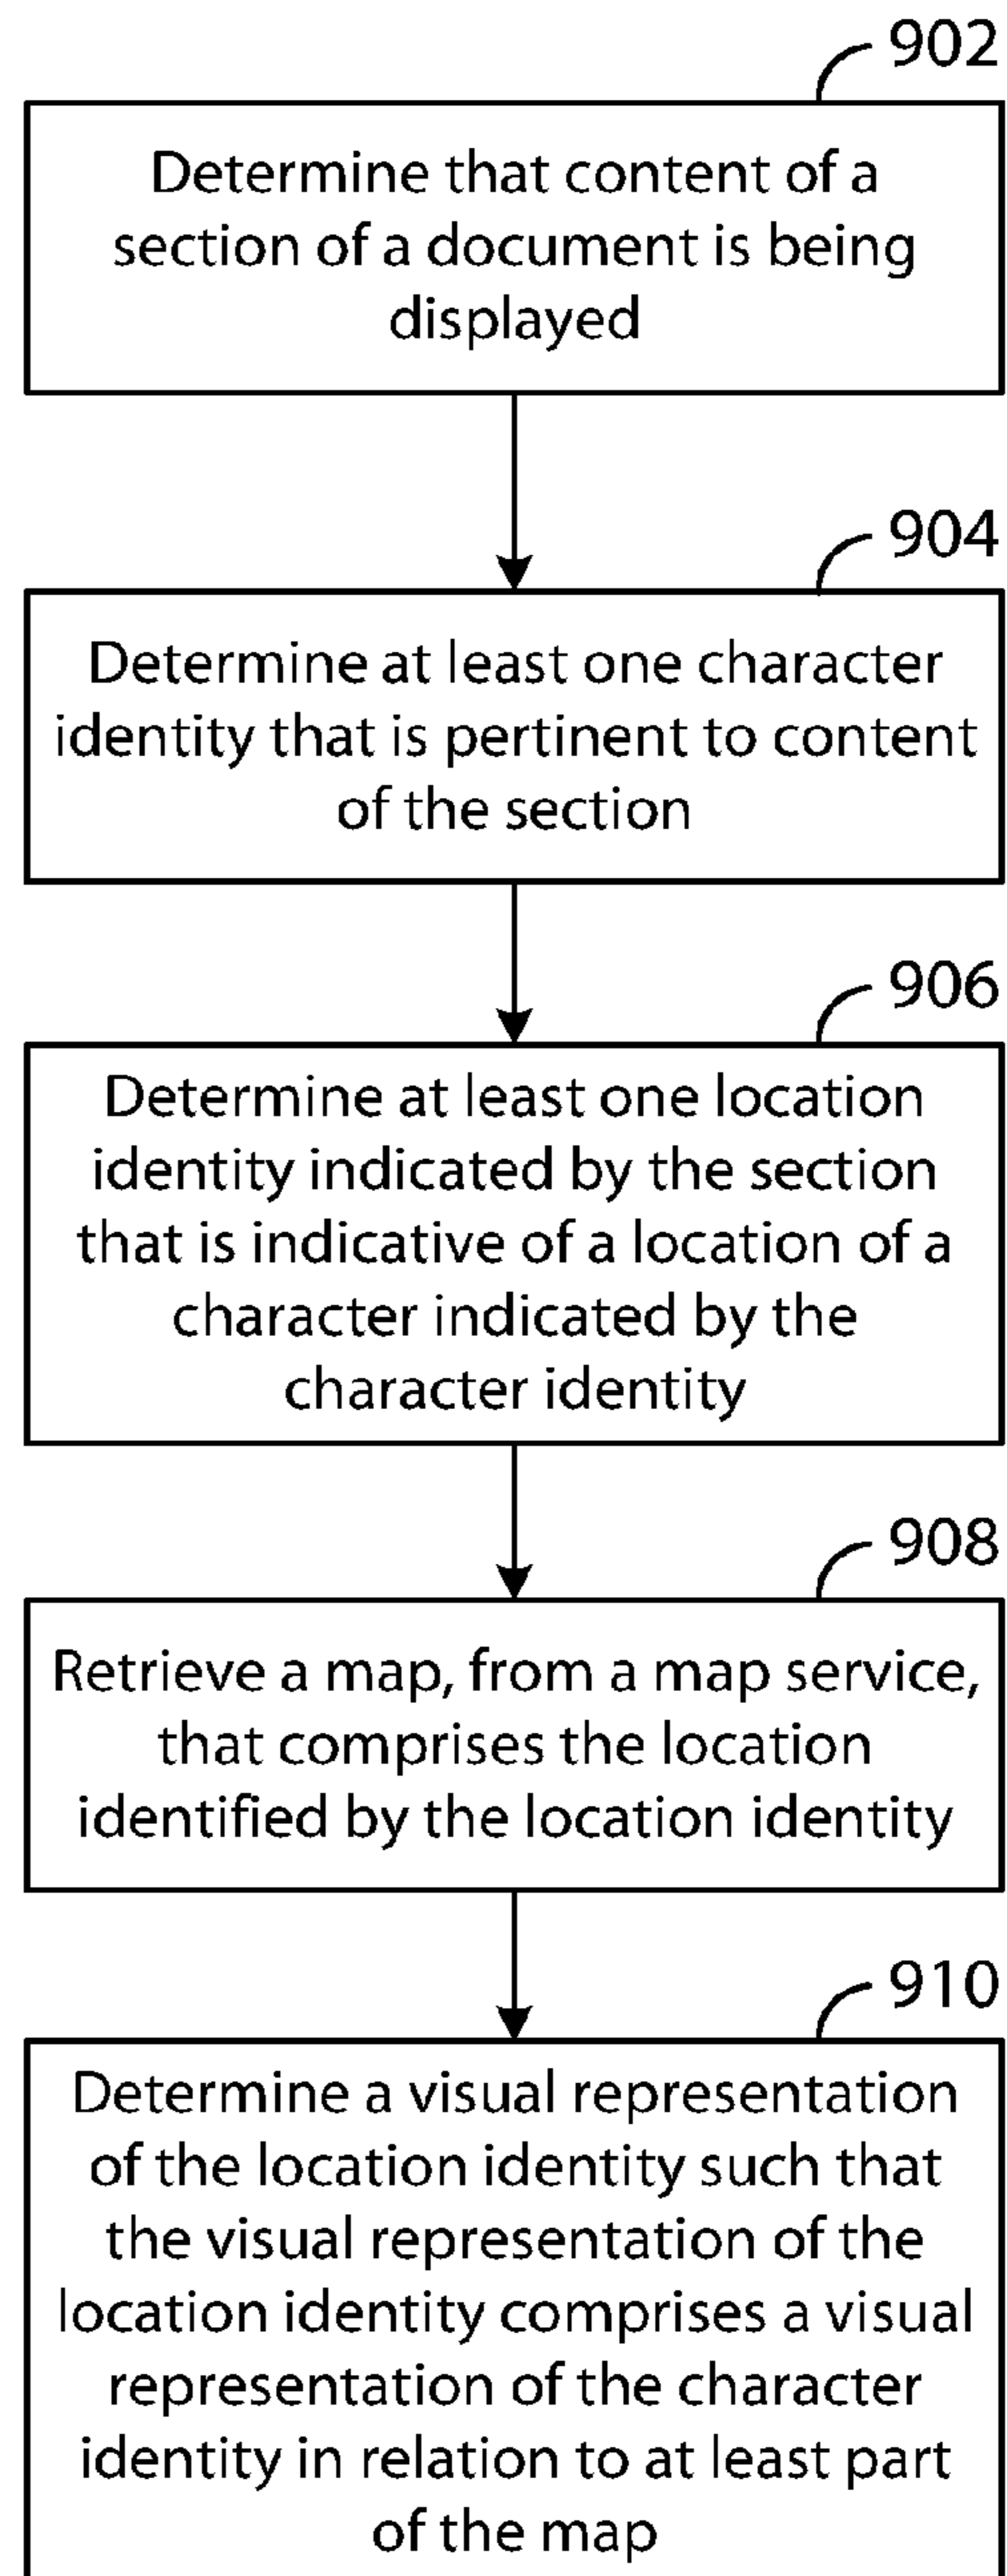 902
Determine that content of a
section of a document is being
displayed
904
Determine at least one character
identity that is pertinent to content
of the section
906
Determine at least one location
identity indicated by the section
that is indicative of a location of a
character indicated by the
character identity
908
Retrieve a map, from a map service,
that comprises the location
identified by the location identity
910
Determine a visual representation
of the location identity such that
the visual representation of the
location identity comprises a visual
representation of the character
identity in relation to at least part
of the map